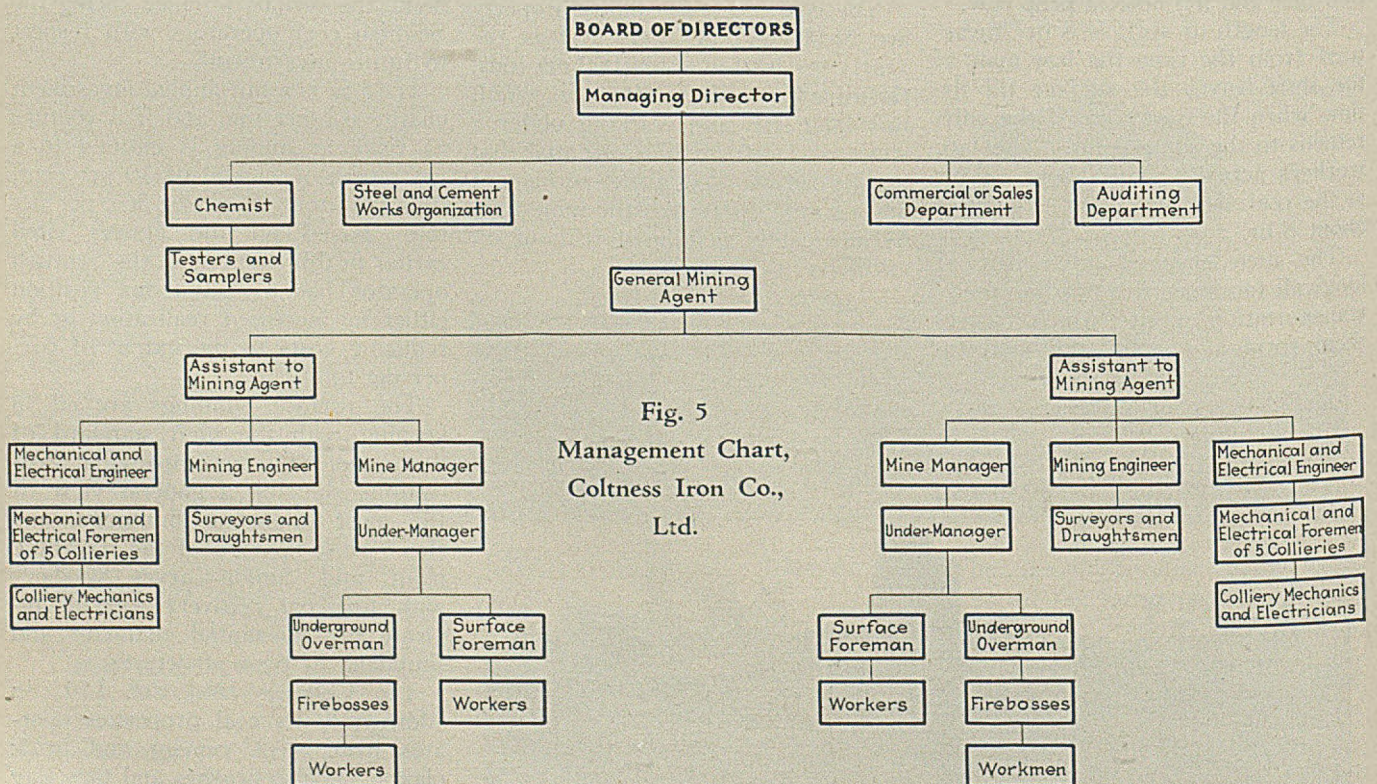 BOARD OF DIRECTORS
Managing Director
Chemist
Steel and Cement
Works Organization
Commercial or Sales
Department
Auditing
Department
Testers and
Samplers
General Mining
Agent
Assistant to
Mining Agent
Assistant to
Mining Agent
Fig. 5
Management Chart,
Coltness Iron Co.,
Ltd.
Mechanical and
Electrical Engineer
Mining Engineer
Mine Manager
Mine Manager
Mining Engineer
Mechanical and
Electrical Engineer
Mechanical and
Electrical Foremen
of 5 Collieries
Surveyors and
Draughtsmen
Under-Manager
Under-Manager
Surveyors and
Draughtsmen
Mechanical and
Electrical Foremen
of 5 Collieries
Colliery Mechanics
and Electricians
Colliery Mechanics
and Electricians
Underground
Overman
Surface
Foreman
Surface
Foreman
Underground
Overman
Firebosses
Workers
Workers
Firebosses
Workers
Workmen